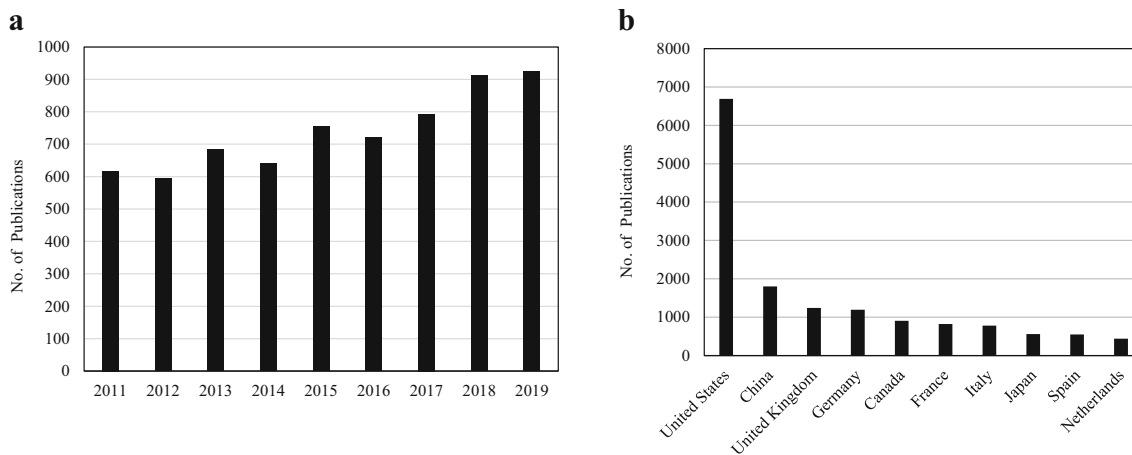 a
No. of Publications
1000
900
800
700
600
500
400
300
200
100
0
2011 2012 2013 2014 2015 2016 2017 2018 2019
b
No. of Publications
8000
7000
6000
5000
4000
3000
2000
1000
0
United States
China
United Kingdom
Germany
Canada
France
Italy
Japan
Spain
Netherlands